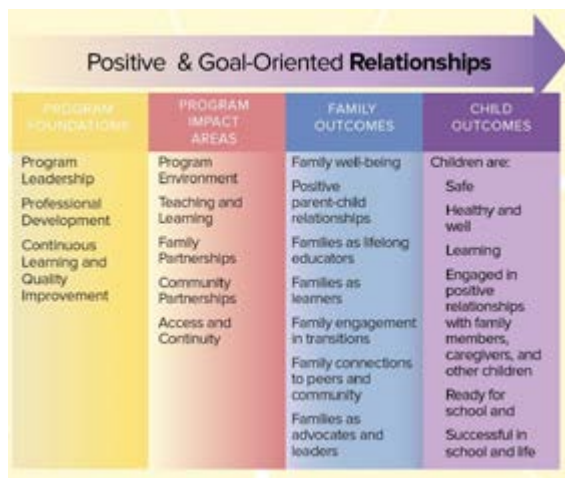 Positive & Goal-Oriented Relationships
PROGRAM
FOUNDATIONS
Program
Leadership
Professional
Development
Continuous
Learning and
Quality
Improvement
PROGRAM
IMPACT
AREAS
Program
Environment
Teaching and
Learning
Family
Partnerships
Community
Partnerships
Access and
Continuity
FAMILY
OUTCOMES
Family well-being
Positive
parent-child
relationships
Families as lifelong
educators
Families as
learners
Family engagement
in transitions
Family connections
to peers and
community
Families as
advocates and
leaders
CHILD
OUTCOMES
Children are:
Safe
Healthy and
well
Learning
Engaged in
positive
relationships
with family
members,
caregivers, and
other children
Ready for
school and
Successful in
school and life